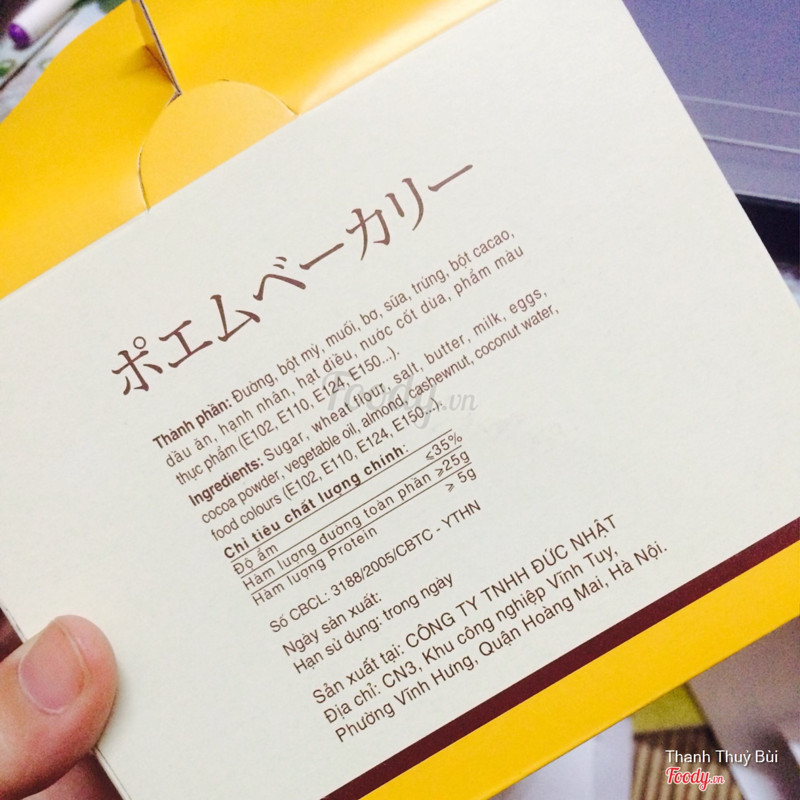 ポエムベーカリー
Thành phần: Đường, bột mỳ, muối, bơ, sữa, trứng, bột cacao,
dầu ăn, hạnh nhân, hạt điều, nước cốt dừa, phẩm màu
thực phẩm (E102, E110. E124, E150...).
Ingredients: Sugar, wheat flour, salt, butter, milk, eggs,
cocoa powder, vegetable oil, almond, cashewnut, coconut water,
food colours (E102, E110, E124, E150...).
Chỉ tiêu chất lượng chính:
Độ ẩm ≤35%
Hàm lượng đường toàn phần ≥25g
Hàm lượng Protein ≥ 5g
Số CBCL: 3188/2005/CBTC - YTHN
Ngày sản xuất:
Hạn sử dụng: trong ngày
Sản xuất tại: CÔNG TY TNHH ĐỨC NHẬT
Địa chỉ: CN3, Khu công nghiệp Vĩnh Tuy,
Phường Vĩnh Hưng, Quận Hoàng Mai, Hà Nội.
Foody.vn
Thanh Thuỷ Bùi
Foody.vn